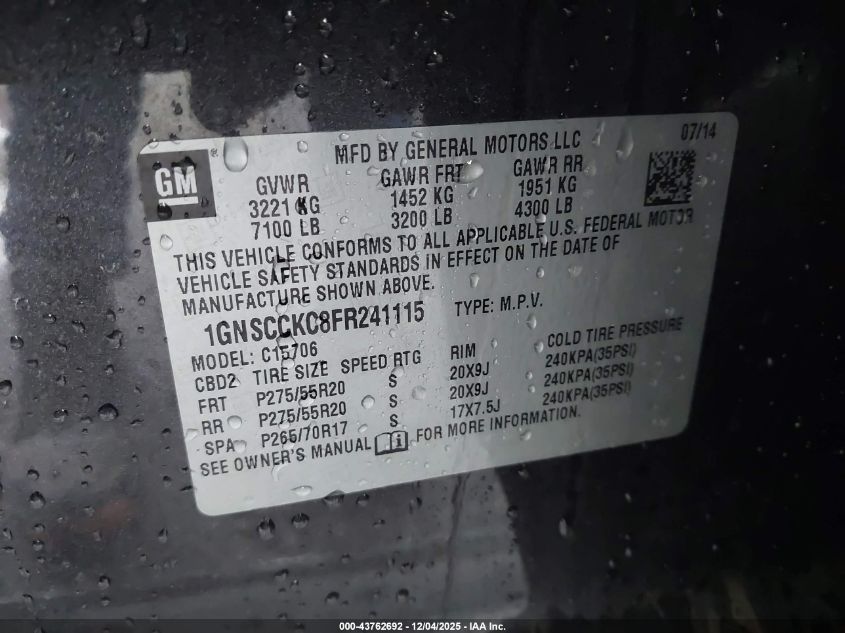 MFD BY GENERAL MOTORS LLC 07/14
GM ®
GVWR GAWR FRT GAWR RR
3221 KG 1452 KG 1951 KG
7100 LB 3200 LB 4300 LB
THIS VEHICLE CONFORMS TO ALL APPLICABLE U.S. FEDERAL MOTOR
VEHICLE SAFETY STANDARDS IN EFFECT ON THE DATE OF
MANUFACTURE SHOWN ABOVE.
1GNSCCKC8FR241115 TYPE: M.P.V.
MODEL: C15706
CBD2 TIRE SIZE SPEED RTG RIM COLD TIRE PRESSURE
FRT P275/55R20 S 20X9J 240KPA(35PSI)
RR P275/55R20 S 20X9J 240KPA(35PSI)
SPA P265/70R17 S 17X7.5J 240KPA(35PSI)
SEE OWNER'S MANUAL i FOR MORE INFORMATION.
000-43762692 - 12/04/2025 - IAA Inc.